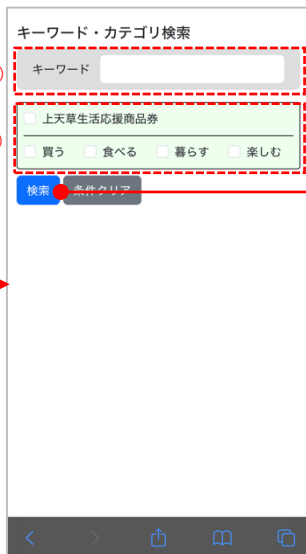 キーワード・カテゴリ検索
キーワード
上天草生活応援商品券
買う 食べる 暮らす 楽しむ
検索 条件クリア